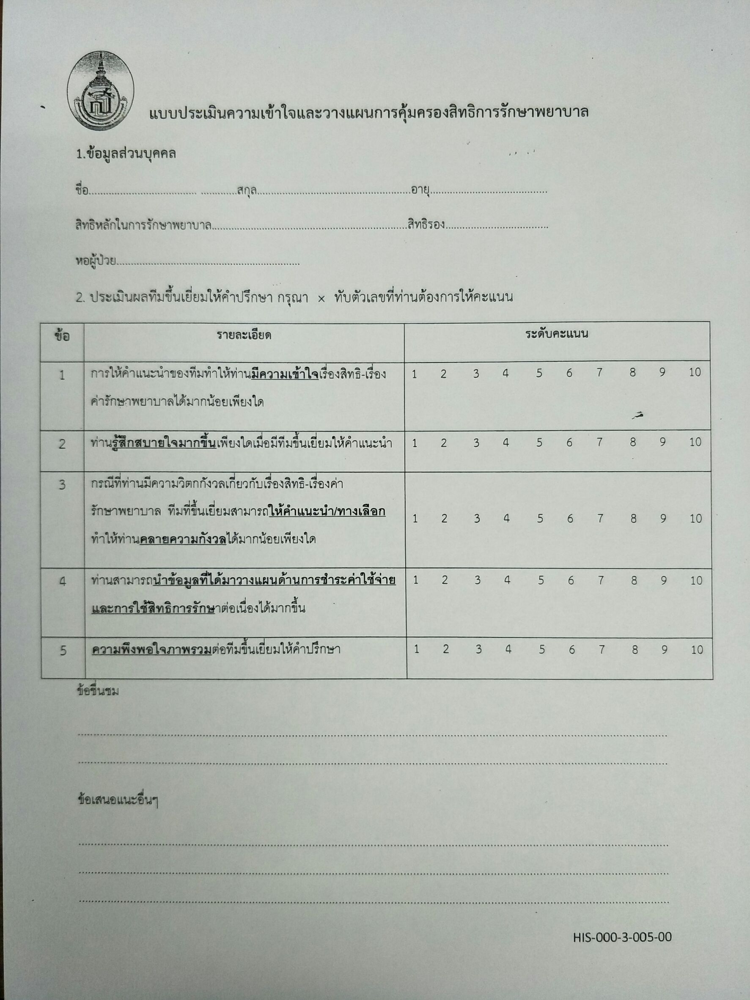 แบบประเมินความเข้าใจและวางแผนการคุ้มครองสิทธิการรักษาพยาบาล
1.ข้อมูลส่วนบุคคล
ชื่อ.................................... ............สกุล....................................................อายุ........................................
สิทธิหลักในการรักษาพยาบาล..................................................................สิทธิรอง...................................
หอผู้ป่วย..............................................................
2. ประเมินผลทีมขึ้นเยี่ยมให้คำปรึกษา กรุณา × ทับตัวเลขที่ท่านต้องการให้คะแนน
ข้อ รายละเอียด ระดับคะแนน
1 การให้คำแนะนำของทีมทำให้ท่านมีความเข้าใจเรื่องสิทธิ-เรื่อง 1 2 3 4 5 6 7 8 9 10
ค่ารักษาพยาบาลได้มากน้อยเพียงใด
2 ท่านรู้สึกสบายใจมากขึ้นเพียงใดเมื่อมีทีมขึ้นเยี่ยมให้คำแนะนำ 1 2 3 4 5 6 7 8 9 10
3 กรณีที่ท่านมีความวิตกกังวลเกี่ยวกับเรื่องสิทธิ-เรื่องค่า
รักษาพยาบาล ทีมที่ขึ้นเยี่ยมสามารถให้คำแนะนำ/ทางเลือก 1 2 3 4 5 6 7 8 9 10
ทำให้ท่านคลายความกังวลได้มากน้อยเพียงใด
4 ท่านสามารถนำข้อมูลที่ได้มาวางแผนด้านการชำระค่าใช้จ่าย 1 2 3 4 5 6 7 8 9 10
และการใช้สิทธิการรักษาต่อเนื่องได้มากขึ้น
5 ความพึงพอใจภาพรวมต่อทีมขึ้นเยี่ยมให้คำปรึกษา 1 2 3 4 5 6 7 8 9 10
ข้อชื่นชม
ข้อเสนอแนะอื่นๆ
HIS-000-3-005-00